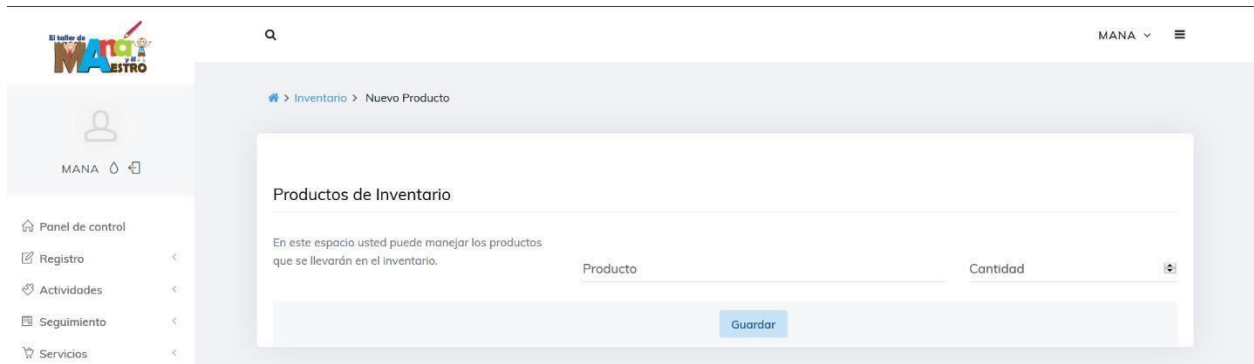 El taller de
Maná
y el
MAESTRO
MANA
MANA
Panel de control
Registro
Actividades
Seguimiento
Servicios
Inventario > Nuevo Producto
Productos de Inventario
En este espacio usted puede manejar los productos
que se llevarán en el inventario.
Producto
Cantidad
Guardar